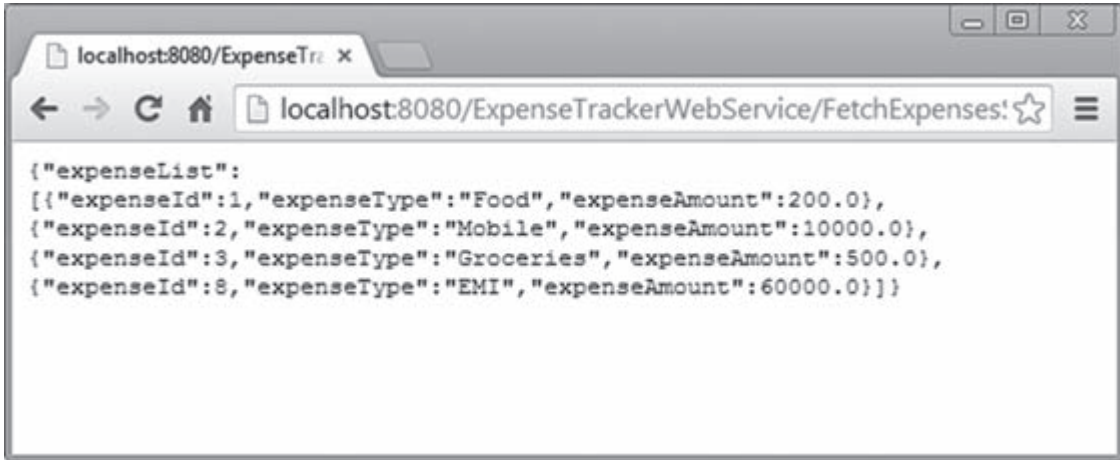 localhost:8080/ExpenseTra
localhost:8080/ExpenseTrackerWebService/FetchExpenses
{"expenseList":
[{"expenseId":1,"expenseType":"Food","expenseAmount":200.0},
{"expenseId":2,"expenseType":"Mobile","expenseAmount":10000.0},
{"expenseId":3,"expenseType":"Groceries","expenseAmount":500.0},
{"expenseId":8,"expenseType":"EMI","expenseAmount":60000.0}]}